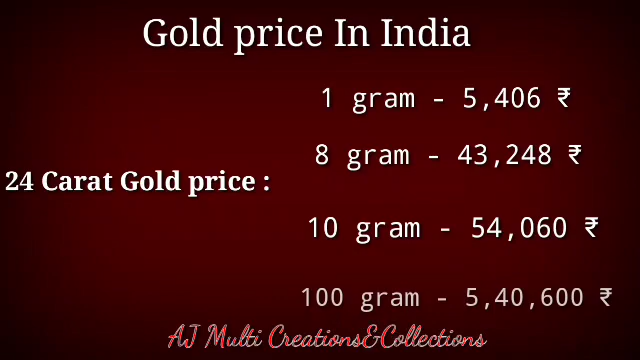 Gold price In India
24 Carat Gold price :
1 gram - 5,406 ₹
8 gram - 43,248 ₹
10 gram - 54,060 ₹
100 gram - 5,40,600 ₹
AJ Multi Creations&Collections